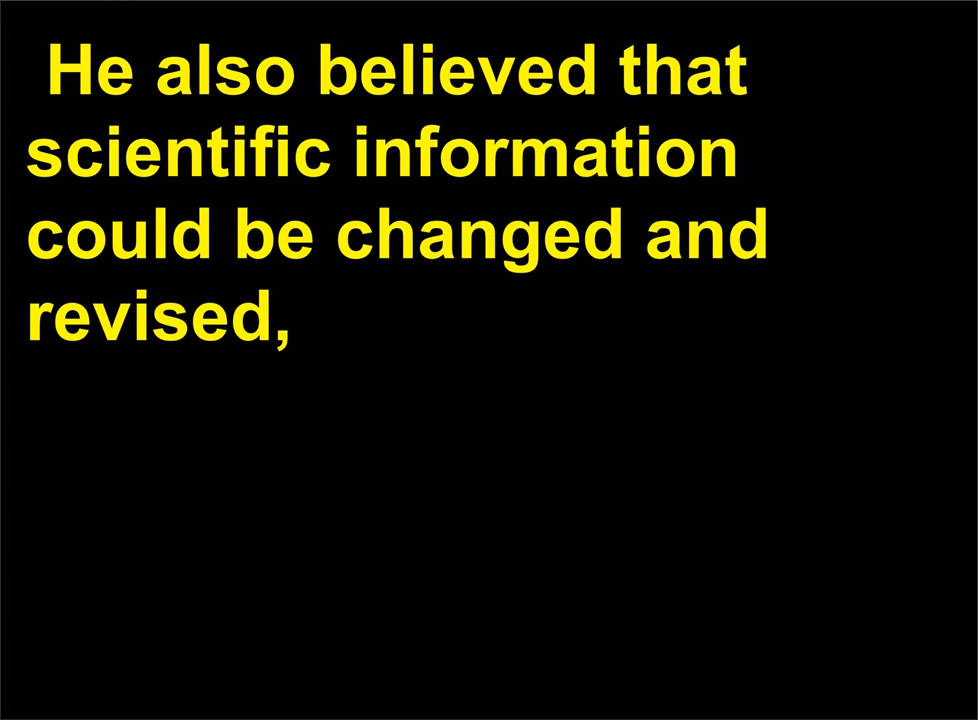 He also believed that
scientific information
could be changed and
revised,